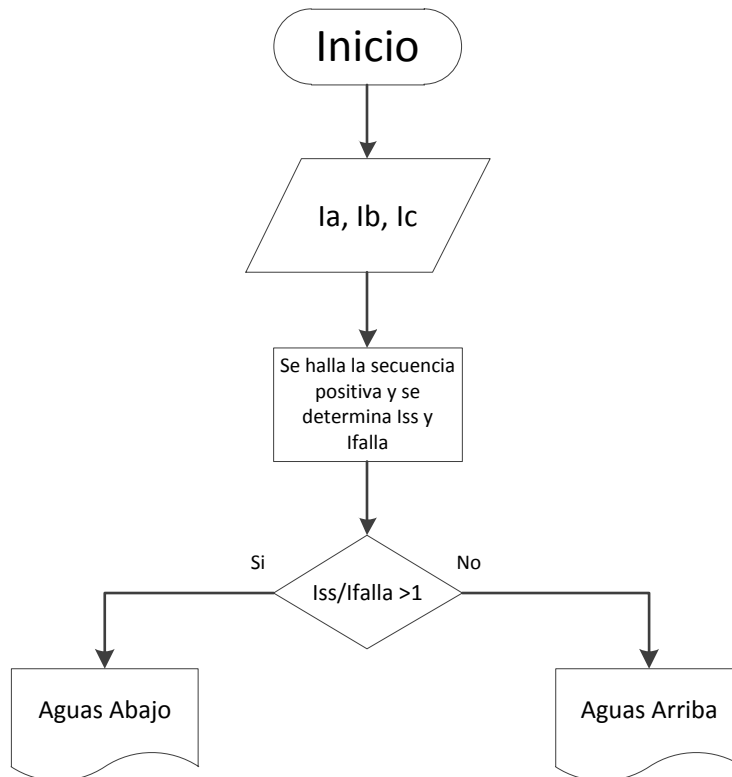 Inicio
Ia, Ib, Ic
Se halla la secuencia
positiva y se
determina Iss y
Ifalla
Si
No
Iss/Ifalla >1
Aguas Abajo
Aguas Arriba